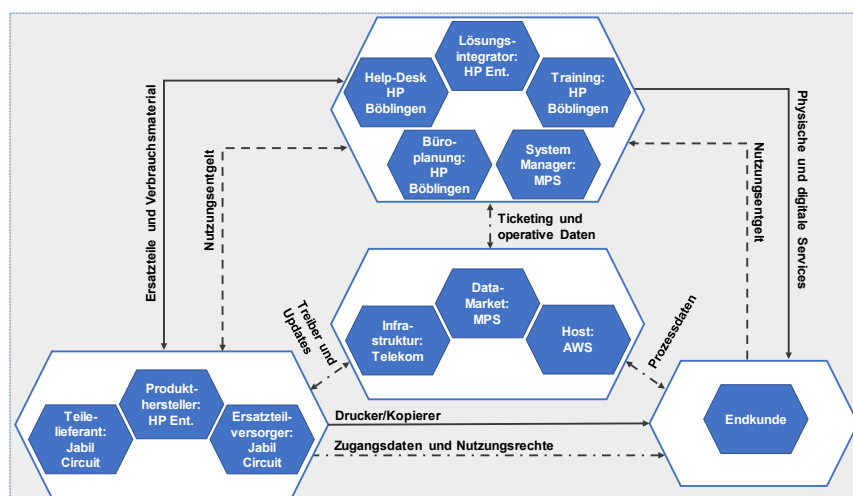 Lösungs-
integrator:
HP Ent.
Help-Desk
HP
Böblingen
Training:
HP
Böblingen
Büro-
planung:
HP
Böblingen
System
Manager:
MPS
Ersatzteile und Verbrauchsmaterial
Nutzungsentgelt
Nutzungsentgelt
Physische und digitale Services
Ticketing und
operative Daten
Data-
Market:
MPS
Infra-
struktur:
Telekom
Host:
AWS
Treiber und
Updates
Prozessdaten
Produkt-
hersteller:
HP Ent.
Teile-
lieferant:
Jabil
Circuit
Ersatzteil-
versorger:
Jabil
Circuit
Drucker/Kopierer
Zugangsdaten und Nutzungsrechte
Endkunde